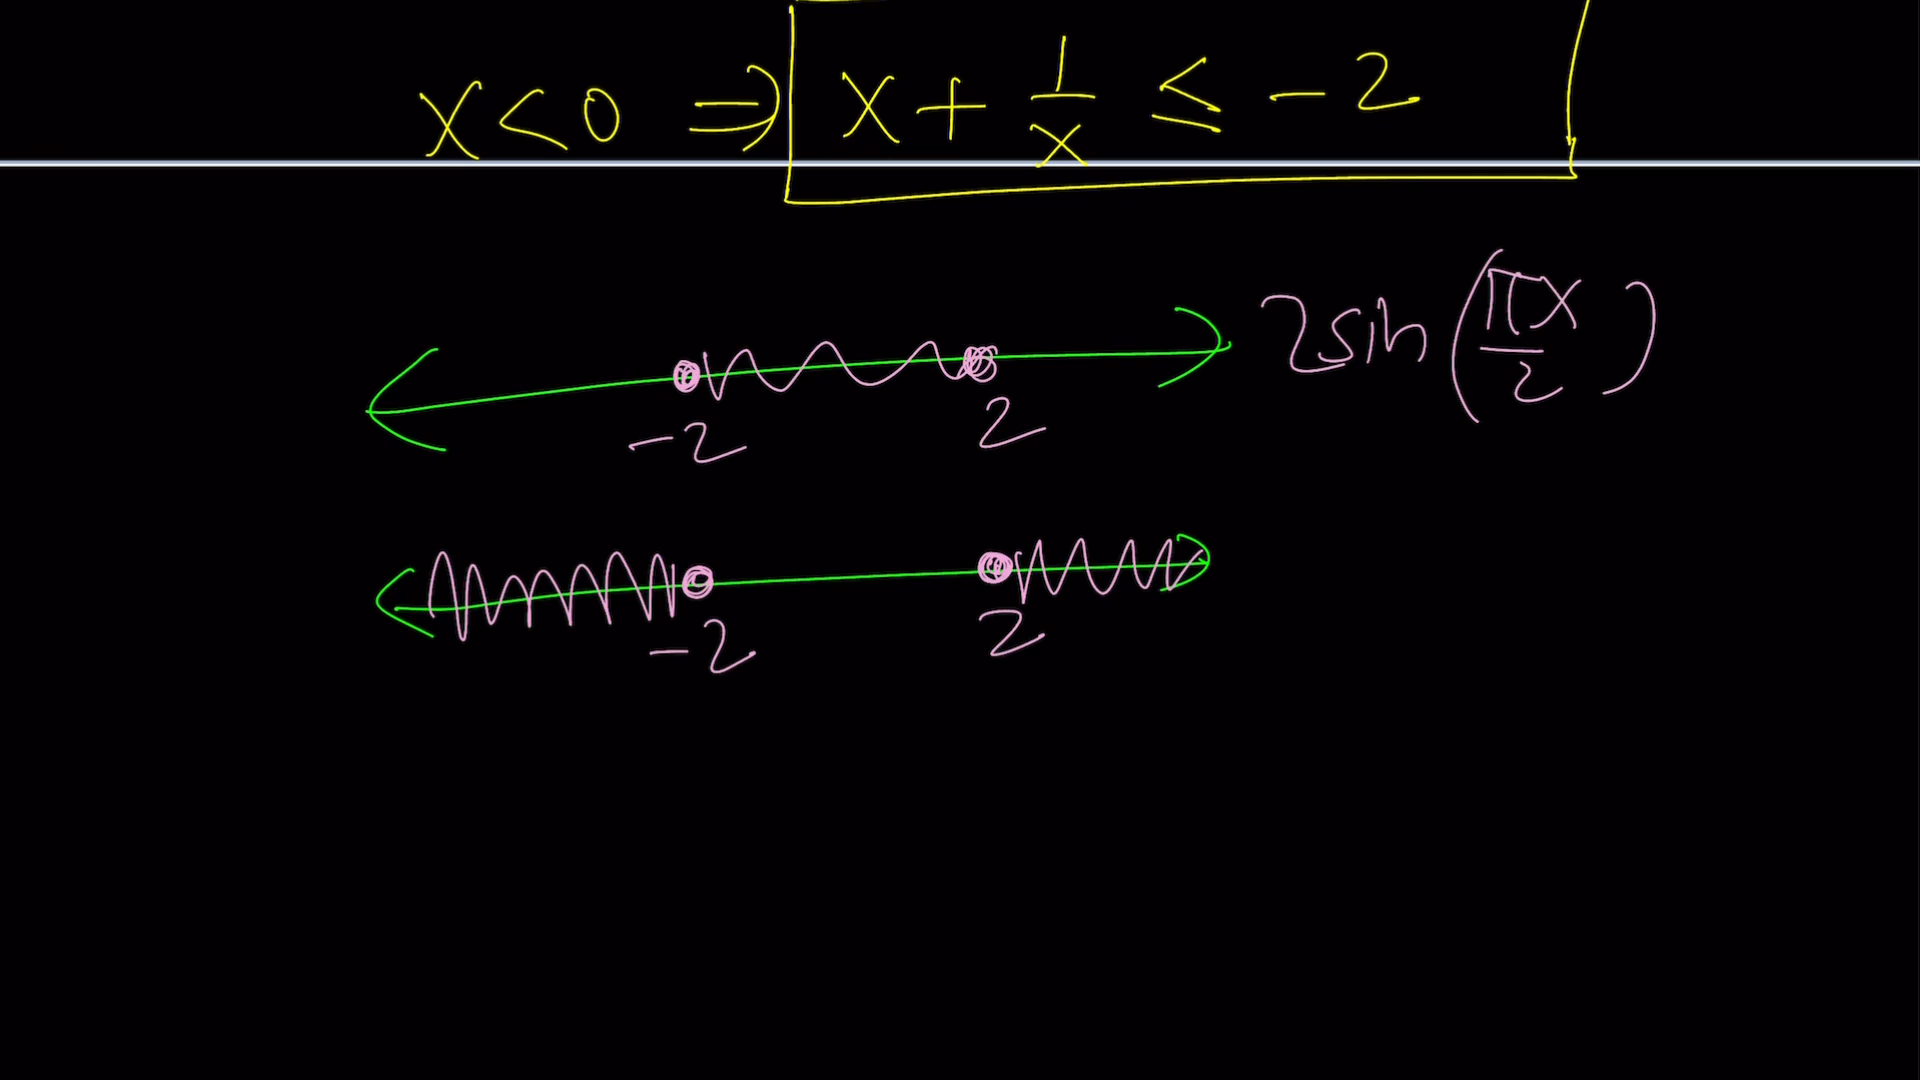 x<0 ⇒ x + 1/x ≤ -2
2sin(πx/2)
-2 2
-2 2